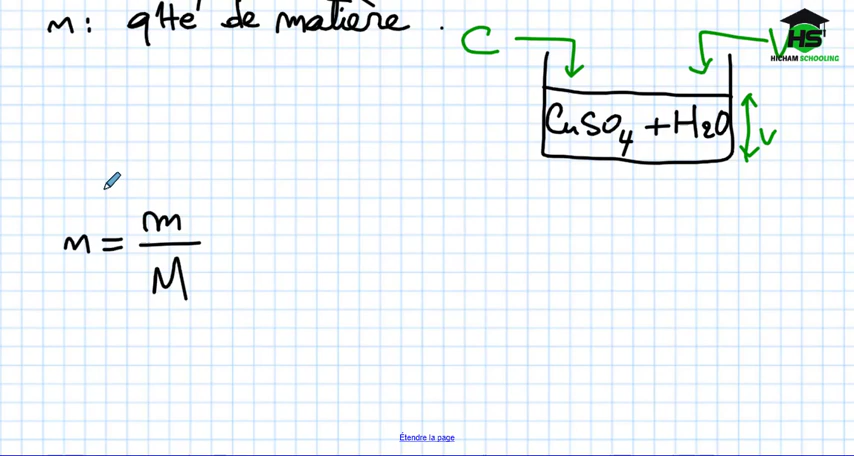 n: qtté de matière.
C
V
HS
HICHAM SCHOOLING
CuSO4 + H2O
V
n = m / M
Étendre la page